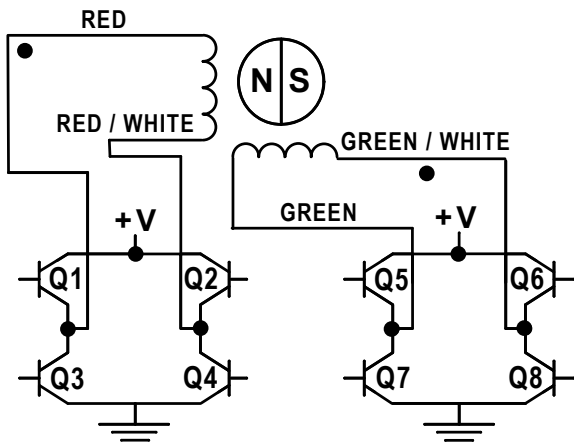 RED
N S
RED / WHITE
GREEN / WHITE
GREEN
+V
+V
Q1
Q2
Q5
Q6
Q3
Q4
Q7
Q8